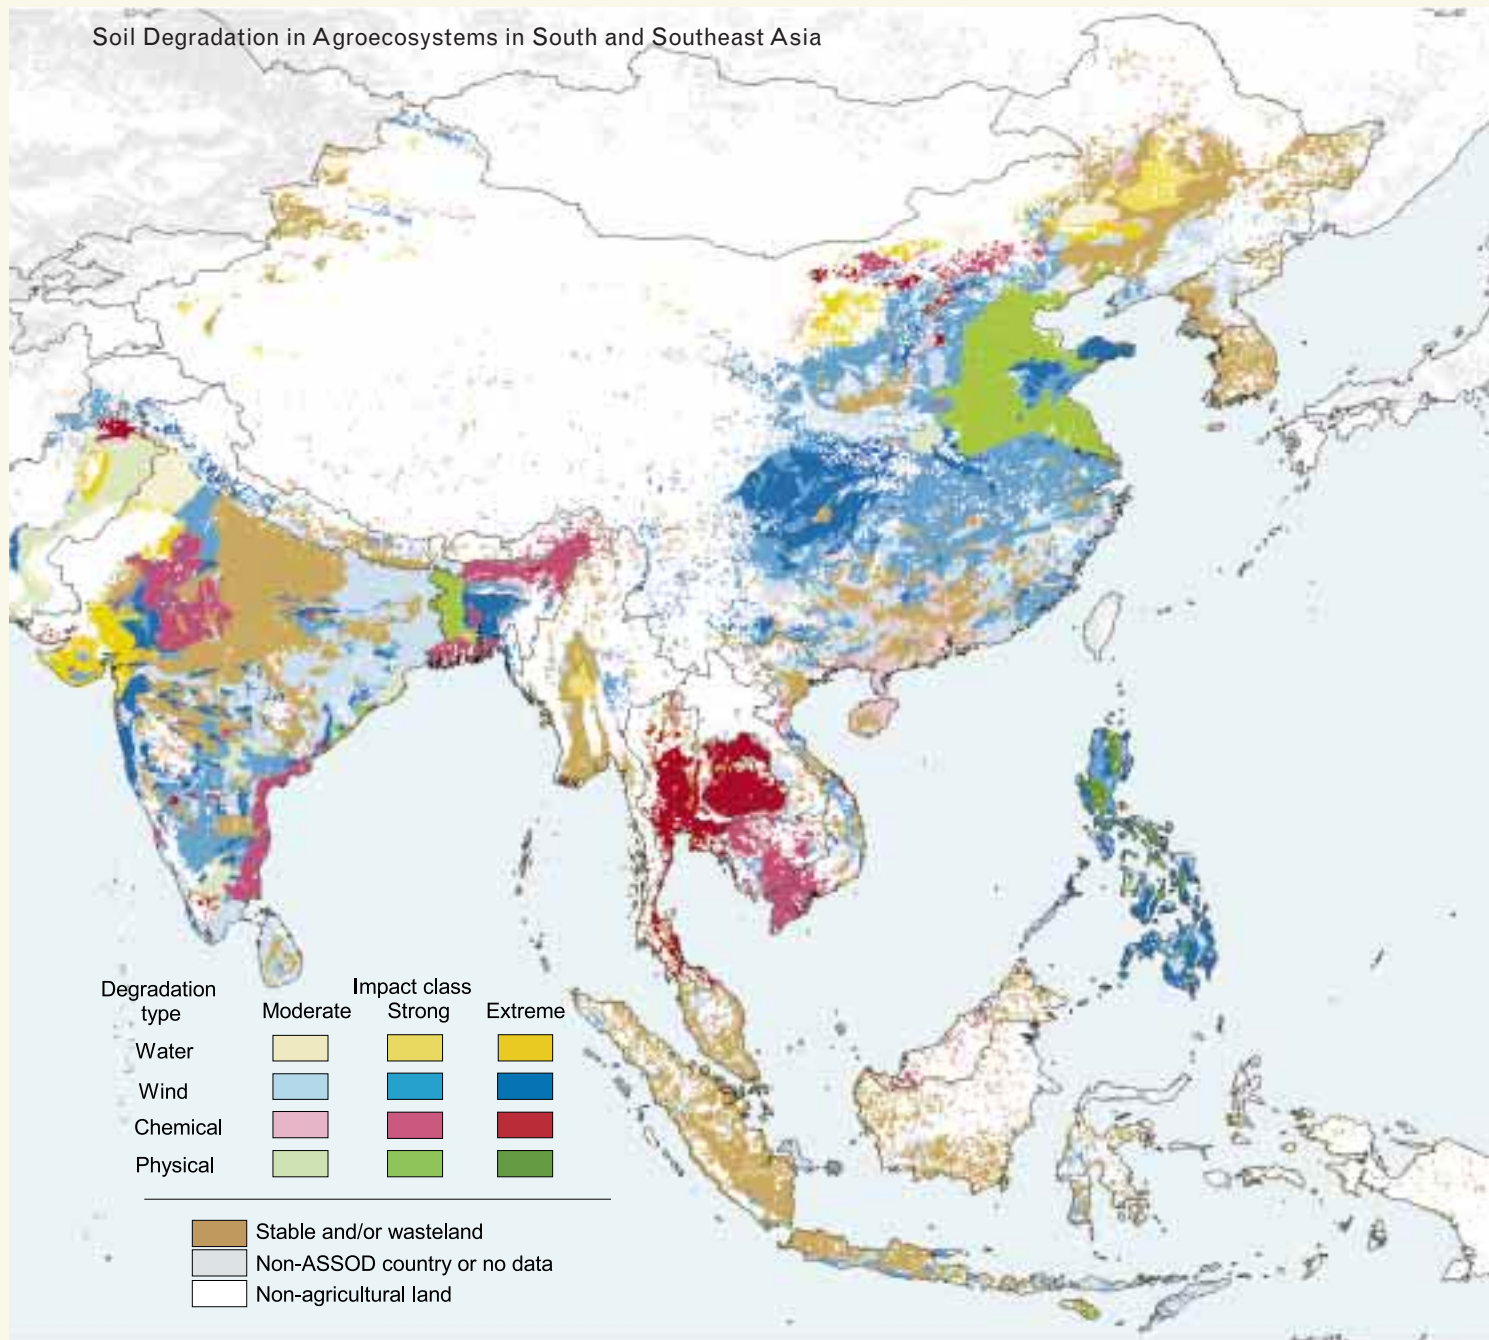 Soil Degradation in Agroecosystems in South and Southeast Asia
Degradation type
Impact class
Moderate Strong Extreme
Water
Wind
Chemical
Physical
Stable and/or wasteland
Non-ASSOD country or no data
Non-agricultural land